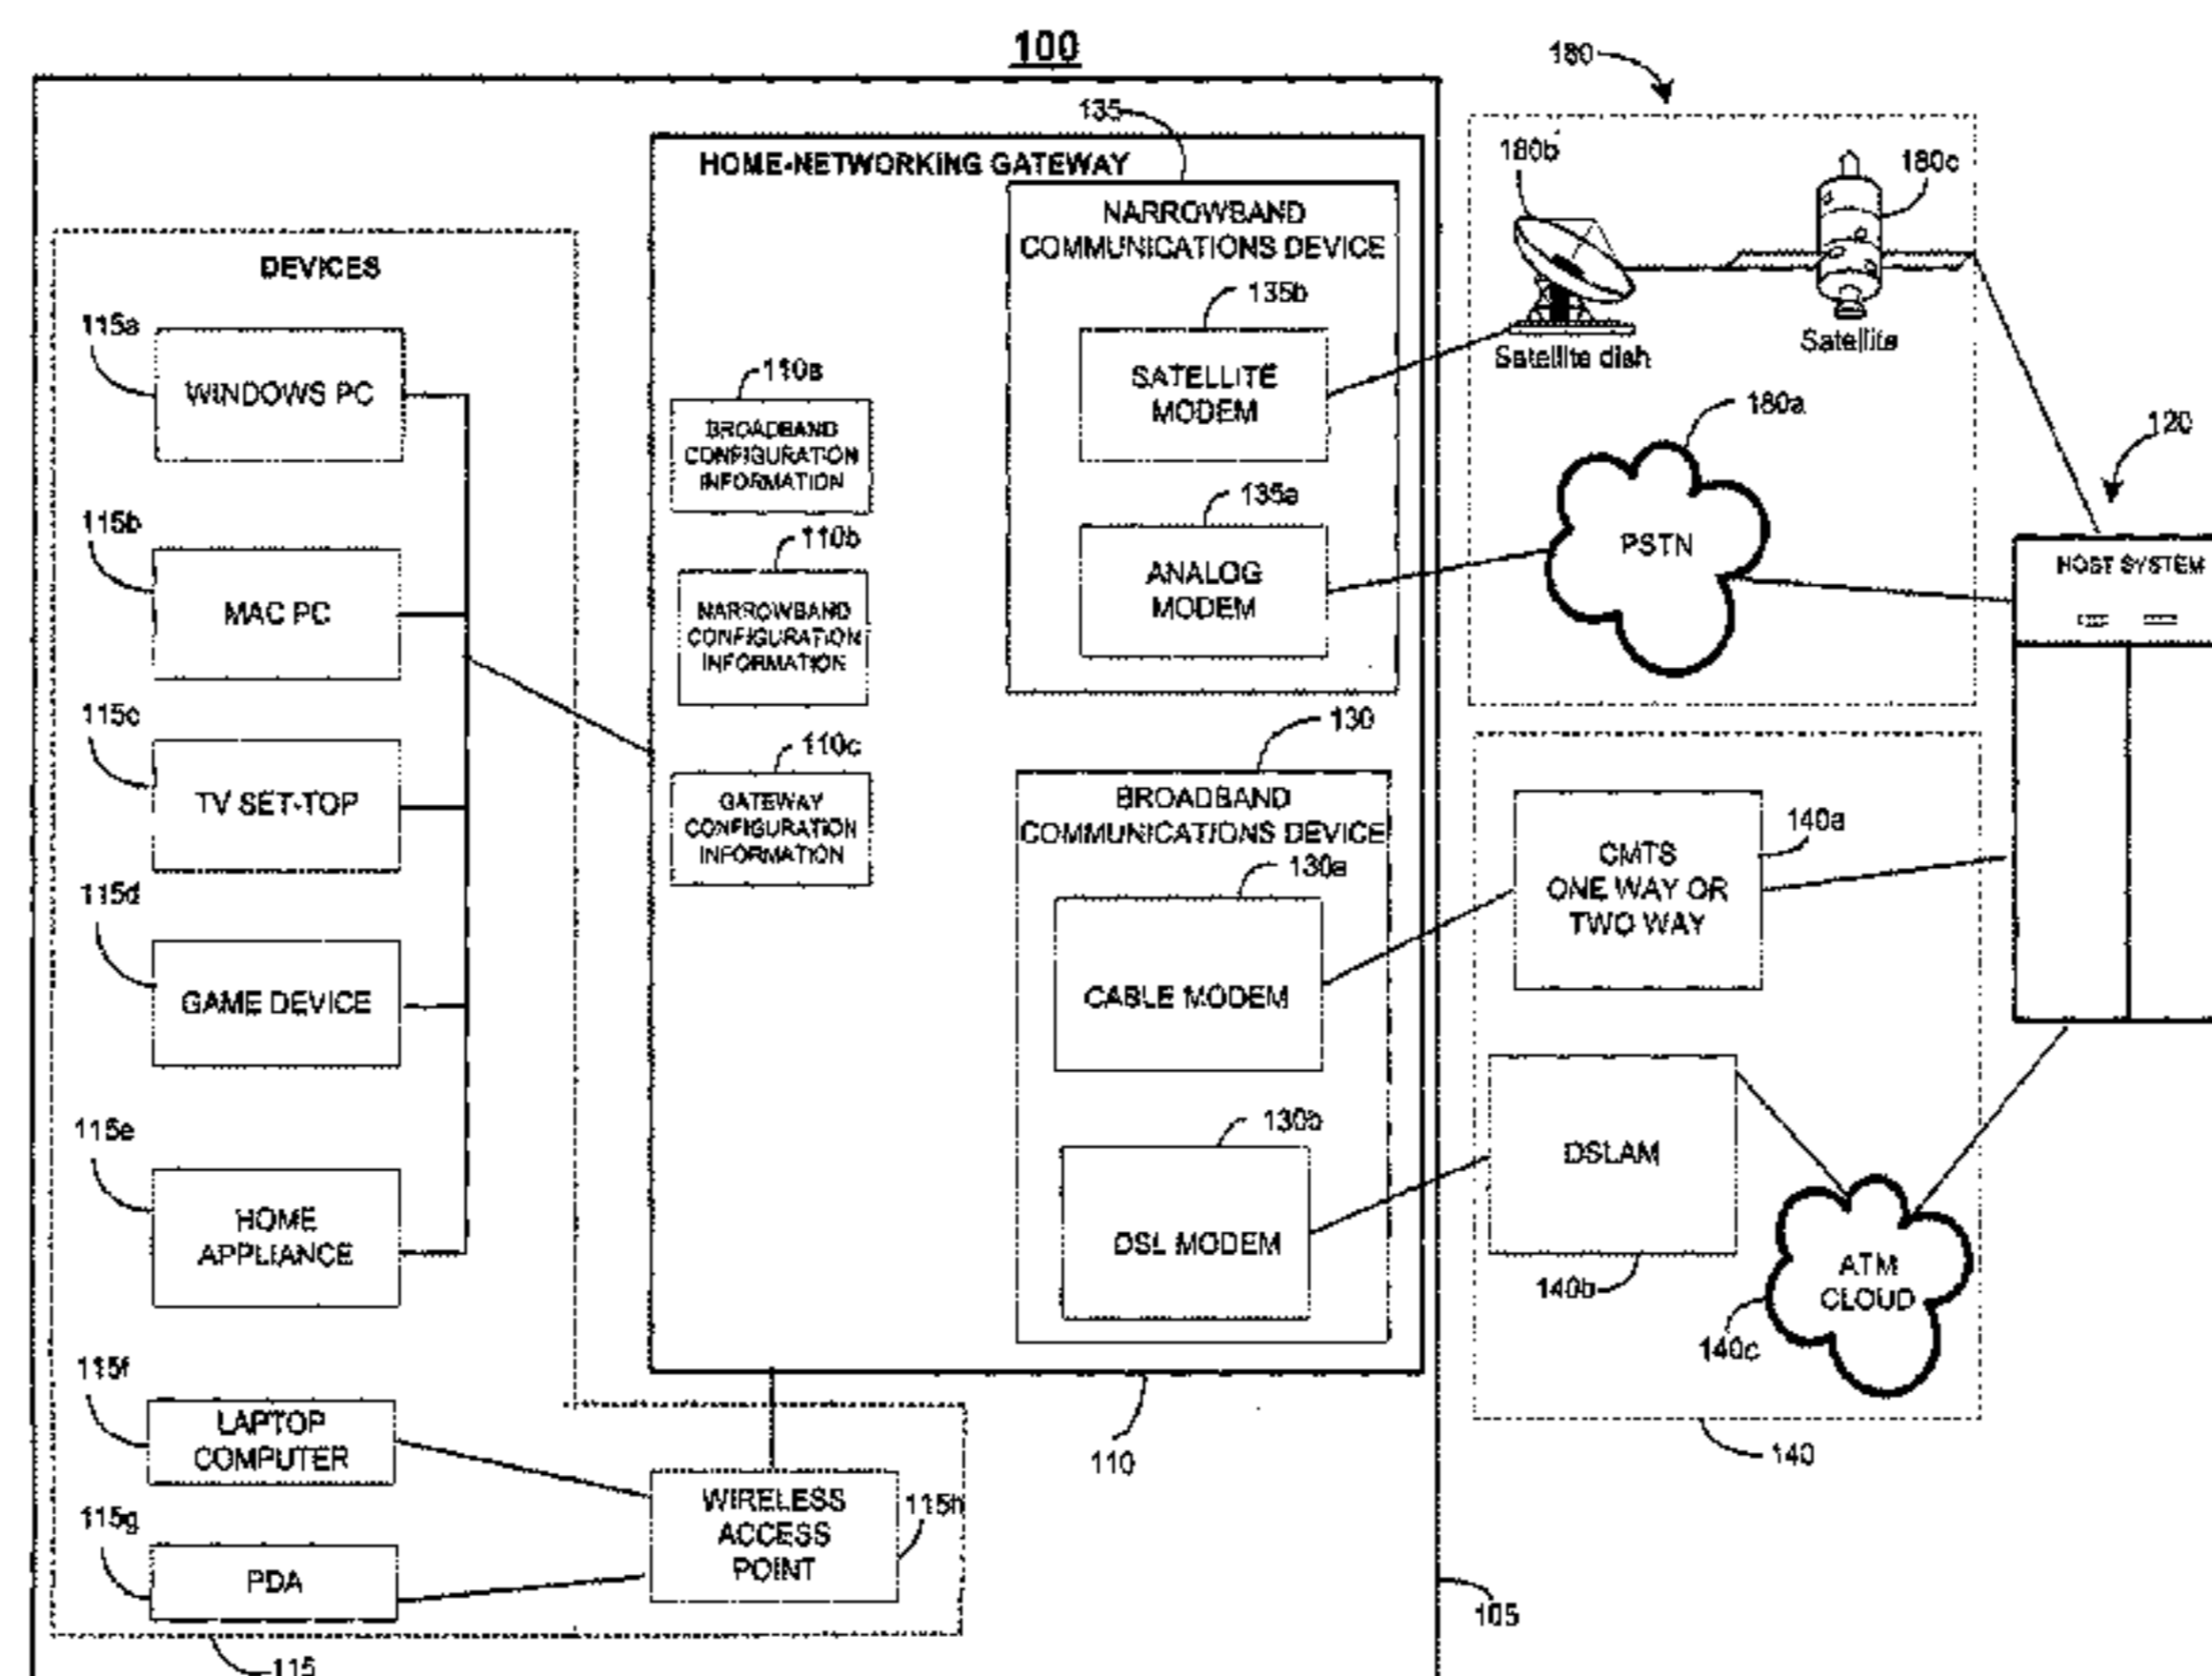 100
180
135
HOME-NETWORKING GATEWAY
180b
180c
NARROWBAND
COMMUNICATIONS DEVICE
DEVICES
135b
115a
Satellite
Satellite dish
WINDOWS PC
110a
SATELLITE
MODEM
180a
120
BROADBAND
CONFIGURATION
INFORMATION
135a
115b
110b
PSTN
HOST SYSTEM
ANALOG
MODEM
MAC PC
NARROWBAND
CONFIGURATION
INFORMATION
115c
130
110c
TV SET-TOP
GATEWAY
CONFIGURATION
INFORMATION
BROADBAND
COMMUNICATIONS DEVICE
140a
130a
CMTS
ONE WAY OR
TWO WAY
115d
GAME DEVICE
CABLE MODEM
115e
130b
DSLAM
HOME
APPLIANCE
DSL MODEM
140b
ATM
CLOUD
140c
115f
LAPTOP
COMPUTER
110
140
WIRELESS
ACCESS
POINT
115h
115g
PDA
105
115